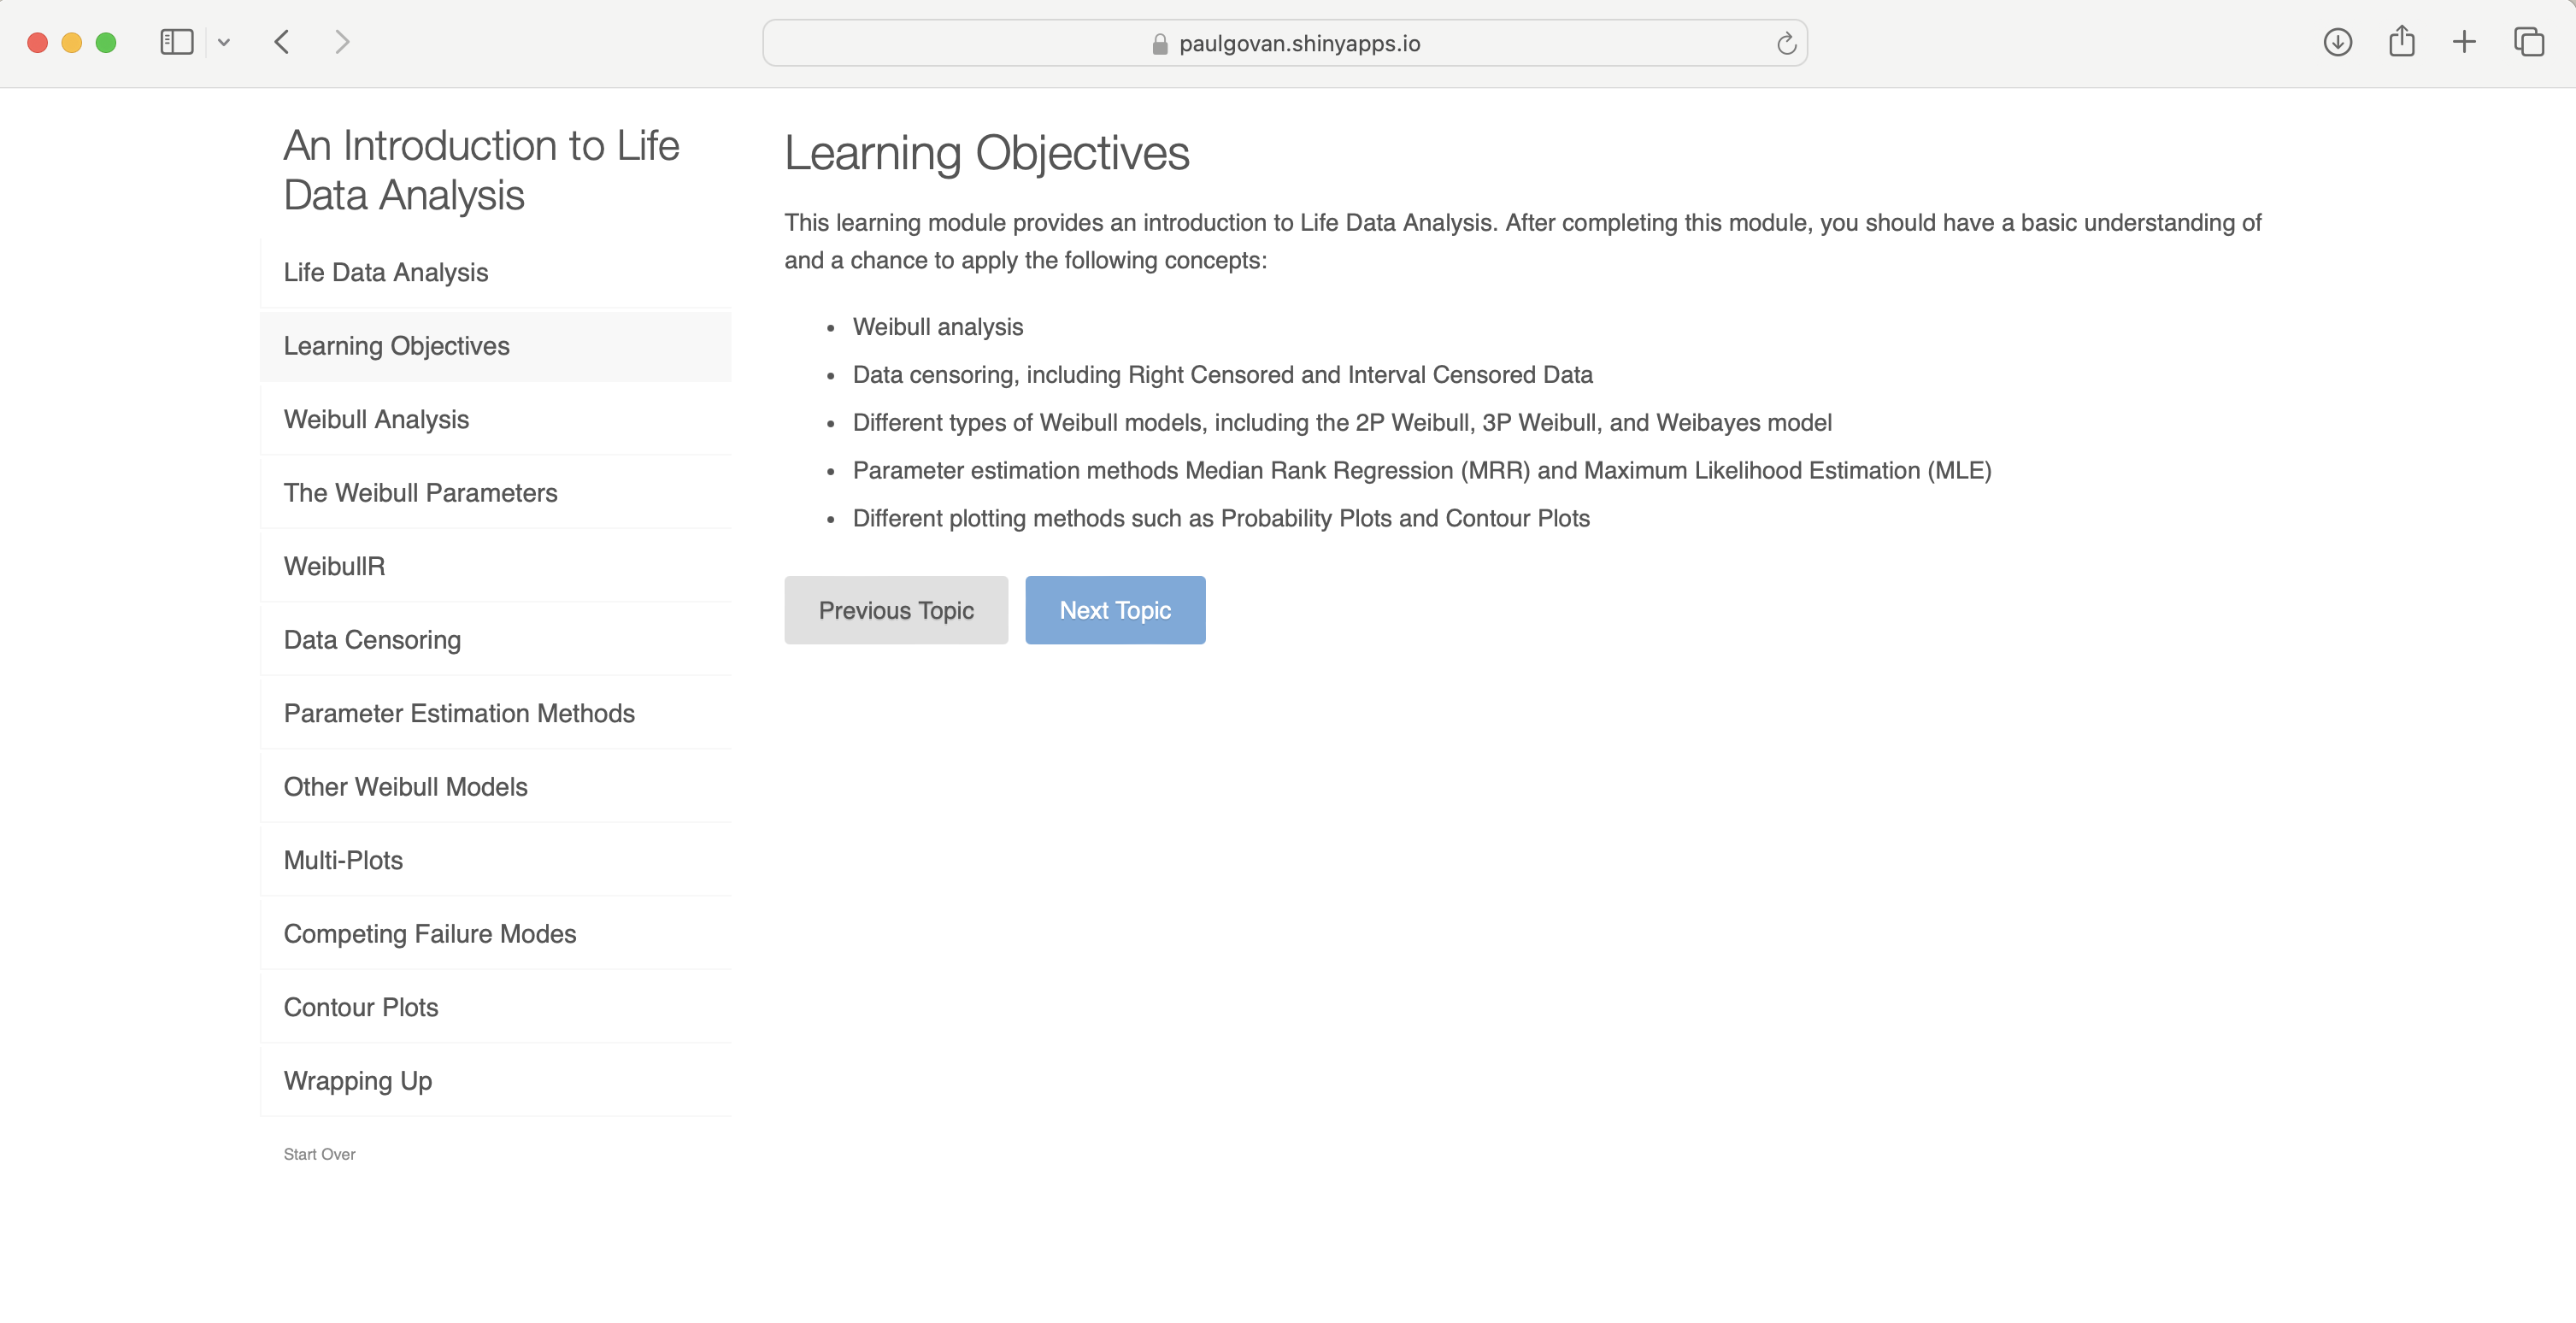 paulgovan.shinyapps.io
An Introduction to Life
Data Analysis
Life Data Analysis
Learning Objectives
Weibull Analysis
The Weibull Parameters
WeibullR
Data Censoring
Parameter Estimation Methods
Other Weibull Models
Multi-Plots
Competing Failure Modes
Contour Plots
Wrapping Up
Start Over
Learning Objectives
This learning module provides an introduction to Life Data Analysis. After completing this module, you should have a basic understanding of
and a chance to apply the following concepts:
• Weibull analysis
• Data censoring, including Right Censored and Interval Censored Data
• Different types of Weibull models, including the 2P Weibull, 3P Weibull, and Weibayes model
• Parameter estimation methods Median Rank Regression (MRR) and Maximum Likelihood Estimation (MLE)
• Different plotting methods such as Probability Plots and Contour Plots
Previous Topic
Next Topic